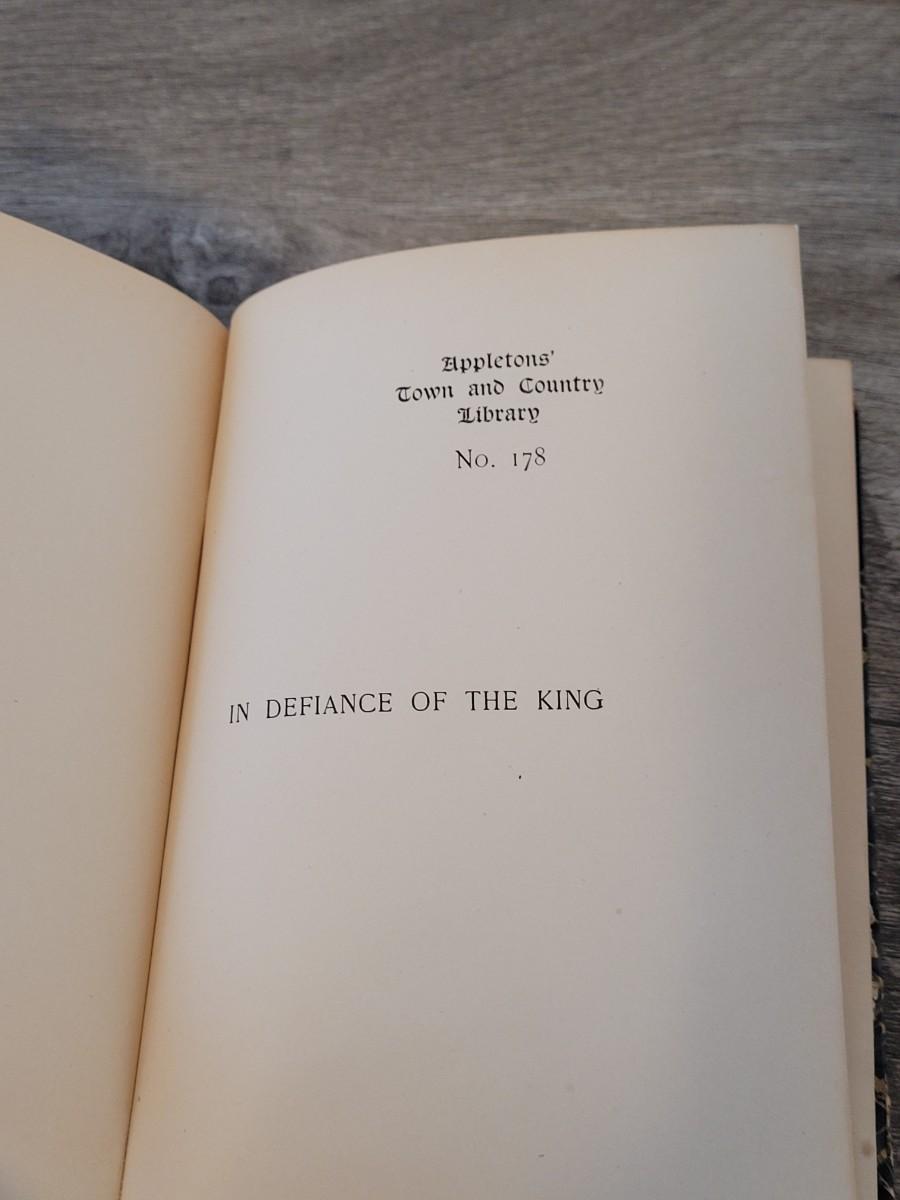 Appletons'
Town and Country
Library
No. 178
IN DEFIANCE OF THE KING